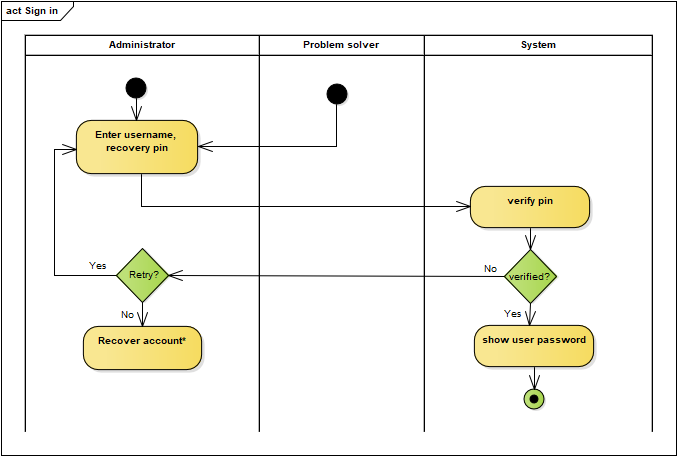 act Sign in
Administrator
Problem solver
System
Enter username,
recovery pin
verify pin
Yes
Retry?
No
verified?
No
Yes
Recover account*
show user password